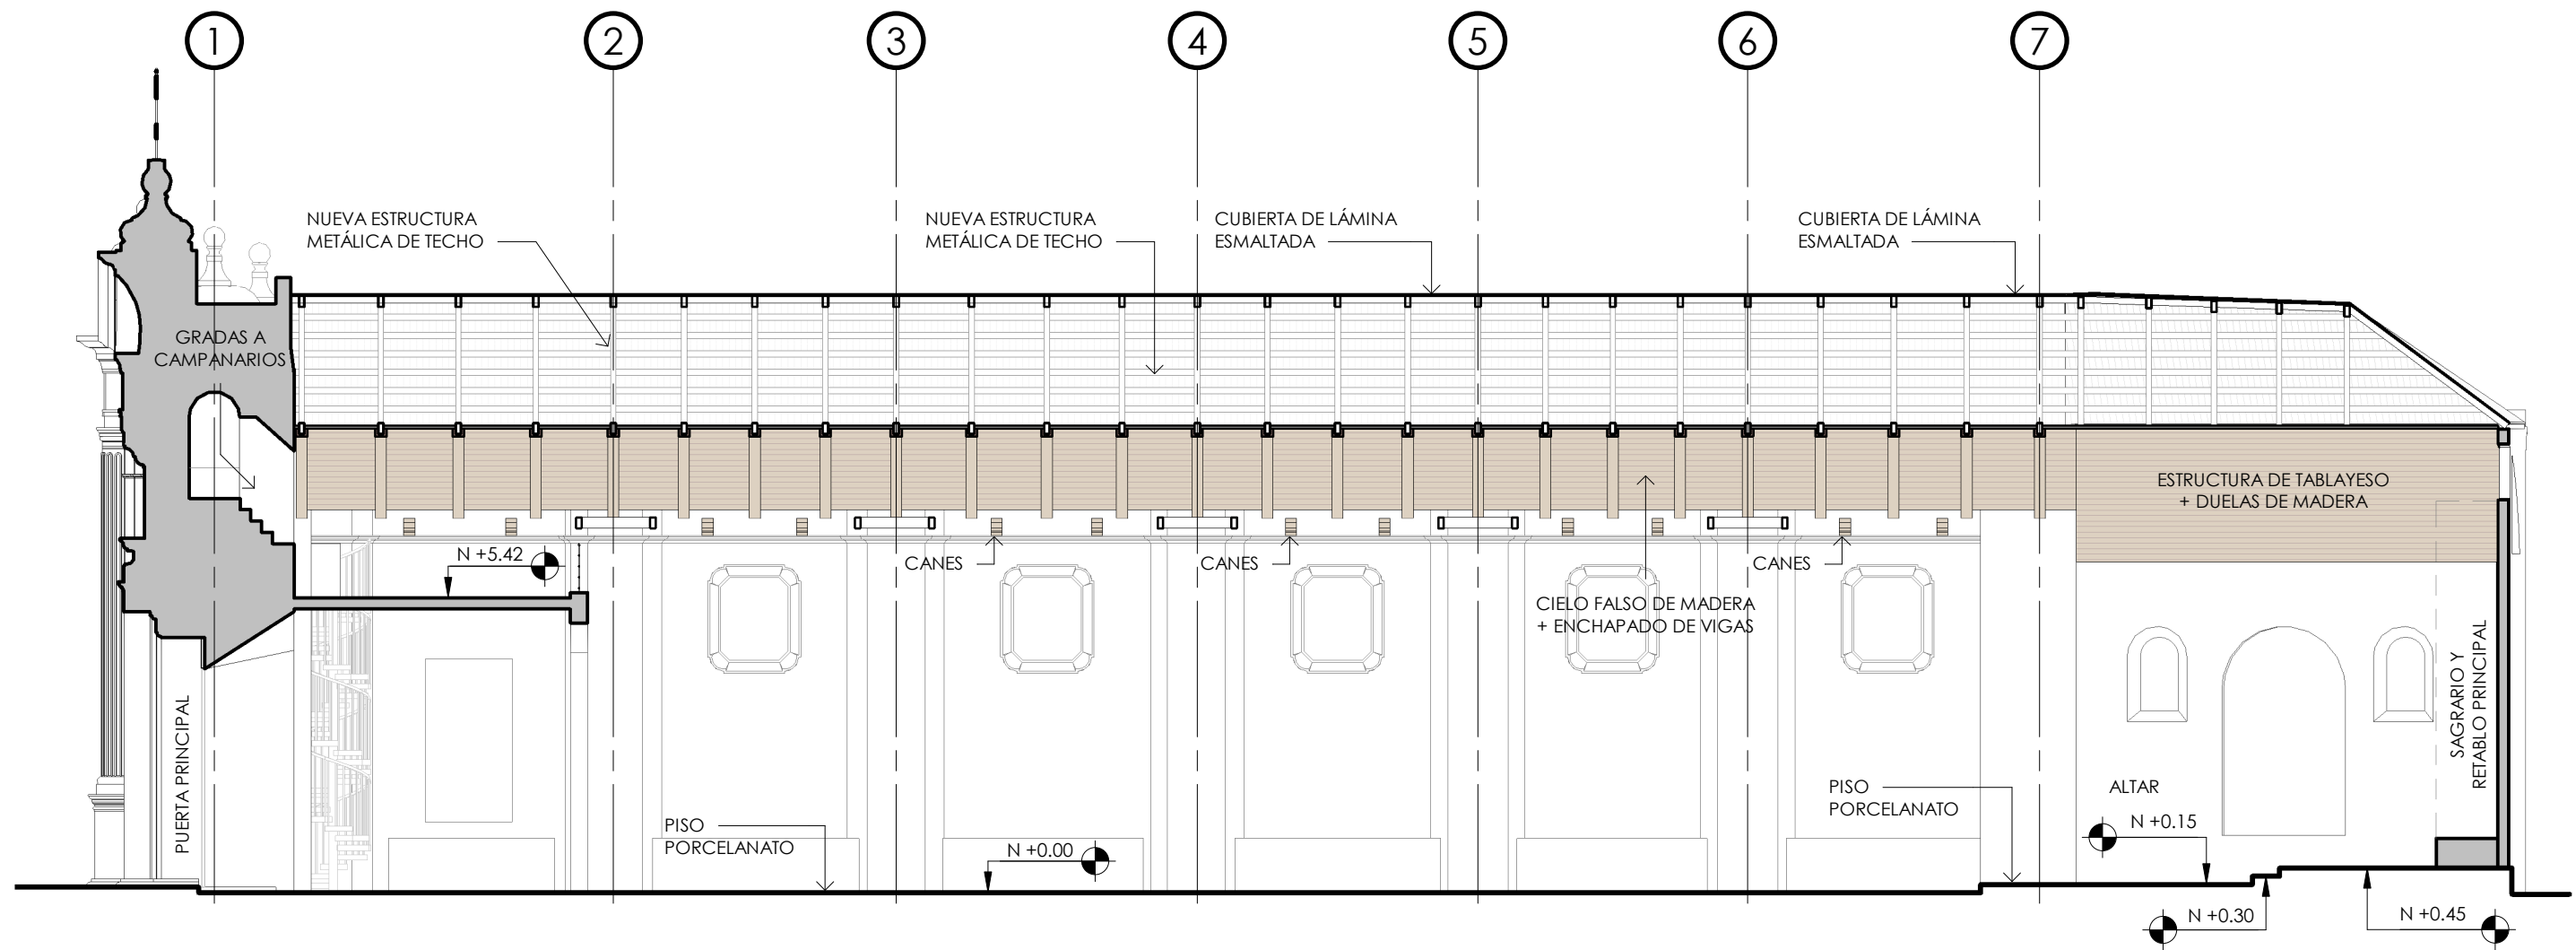 1
2
3
4
5
6
7
NUEVA ESTRUCTURA
METÁLICA DE TECHO
NUEVA ESTRUCTURA
METÁLICA DE TECHO
CUBIERTA DE LÁMINA
ESMALTADA
CUBIERTA DE LÁMINA
ESMALTADA
GRADAS A
CAMPANARIOS
ESTRUCTURA DE TABLAYESO
+ DUELAS DE MADERA
N +5.42
CANES
CANES
CANES
CIELO FALSO DE MADERA
+ ENCHAPADO DE VIGAS
PUERTA PRINCIPAL
SAGRARIO Y
RETABLO PRINCIPAL
PISO
PORCELANATO
N +0.00
PISO
PORCELANATO
ALTAR
N +0.15
N +0.30
N +0.45